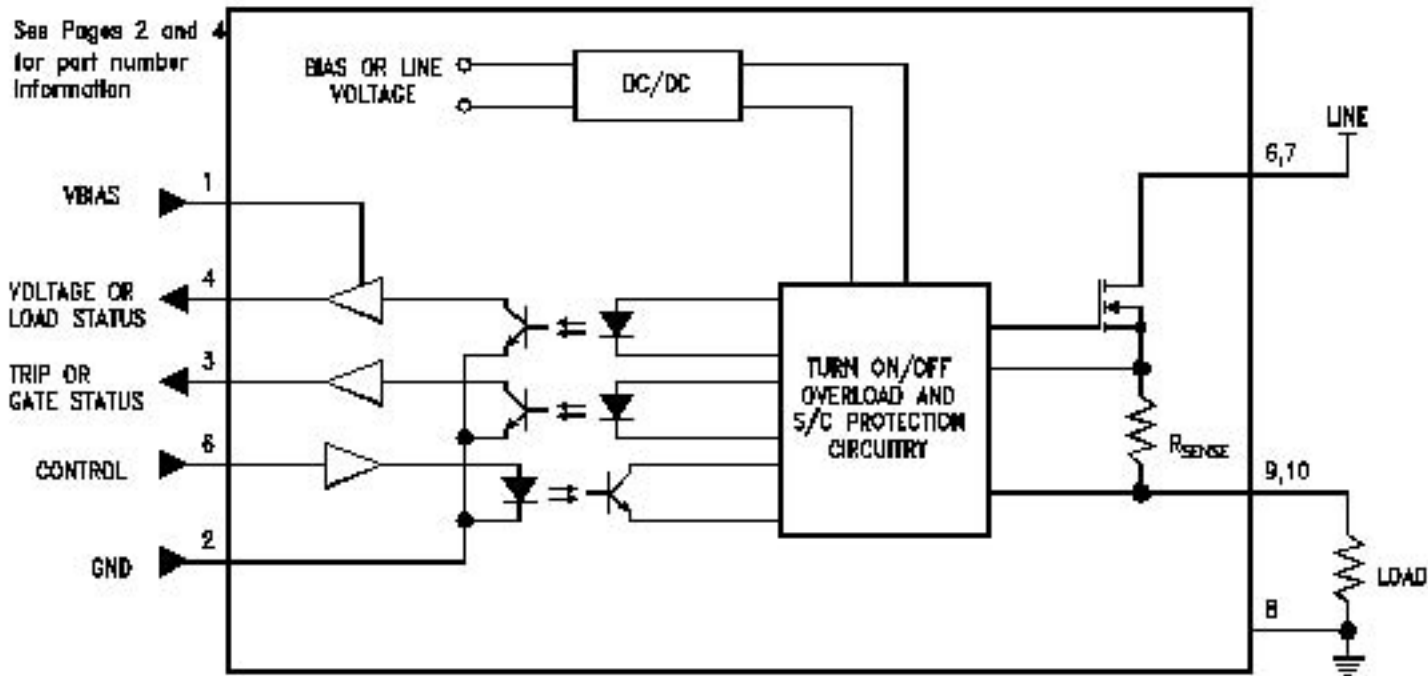 See Pages 2 and 4
for part number
Information
BIAS OR LINE
VOLTAGE
DC/DC
LINE
6,7
VBIAS
1
VOLTAGE OR
LOAD STATUS
4
TRIP OR
GATE STATUS
3
CONTROL
6
GND
2
TURN ON/OFF
OVERLOAD AND
S/C PROTECTION
CIRCUITRY
RSENSE
9,10
LOAD
8